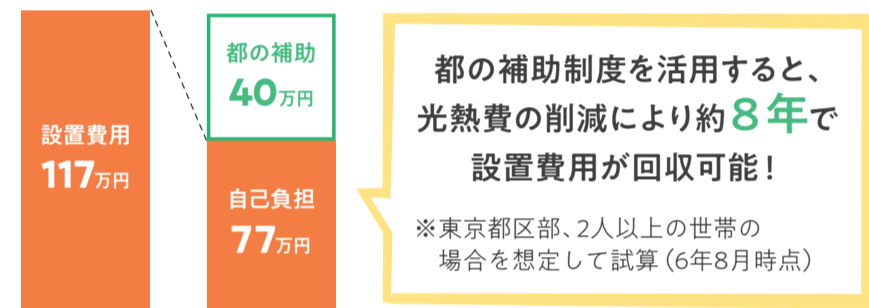 設置費用
117万円
都の補助
40万円
自己負担
77万円
都の補助制度を活用すると、
光熱費の削減により約8年で
設置費用が回収可能！
※東京都区部、2人以上の世帯の
場合を想定して試算（6年8月時点）